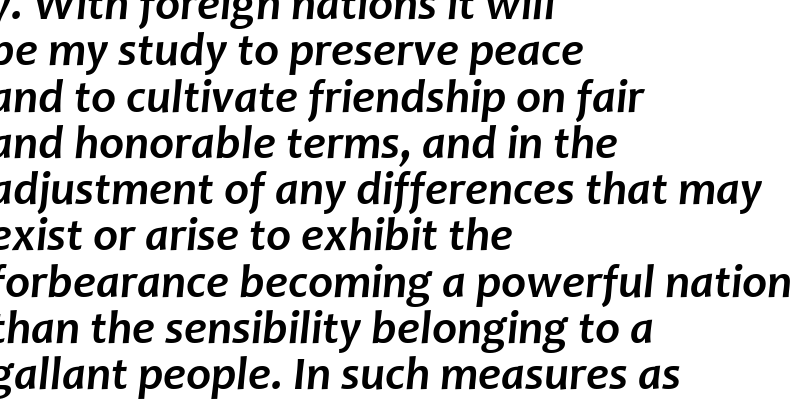 y. With foreign nations it will
be my study to preserve peace
and to cultivate friendship on fair
and honorable terms, and in the
adjustment of any differences that may
exist or arise to exhibit the
forbearance becoming a powerful nation
than the sensibility belonging to a
gallant people. In such measures as